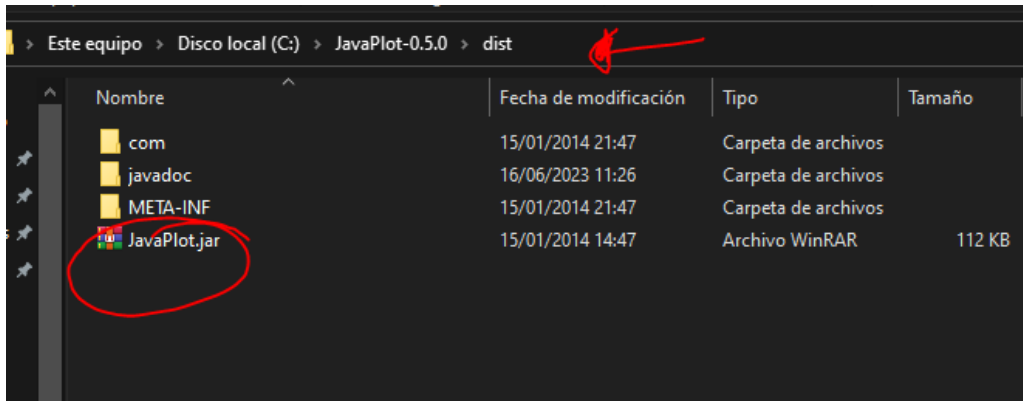 Este equipo > Disco local (C:) > JavaPlot-0.5.0 > dist
Nombre Fecha de modificación Tipo Tamaño
com 15/01/2014 21:47 Carpeta de archivos
javadoc 16/06/2023 11:26 Carpeta de archivos
META-INF 15/01/2014 21:47 Carpeta de archivos
JavaPlot.jar 15/01/2014 14:47 Archivo WinRAR 112 KB